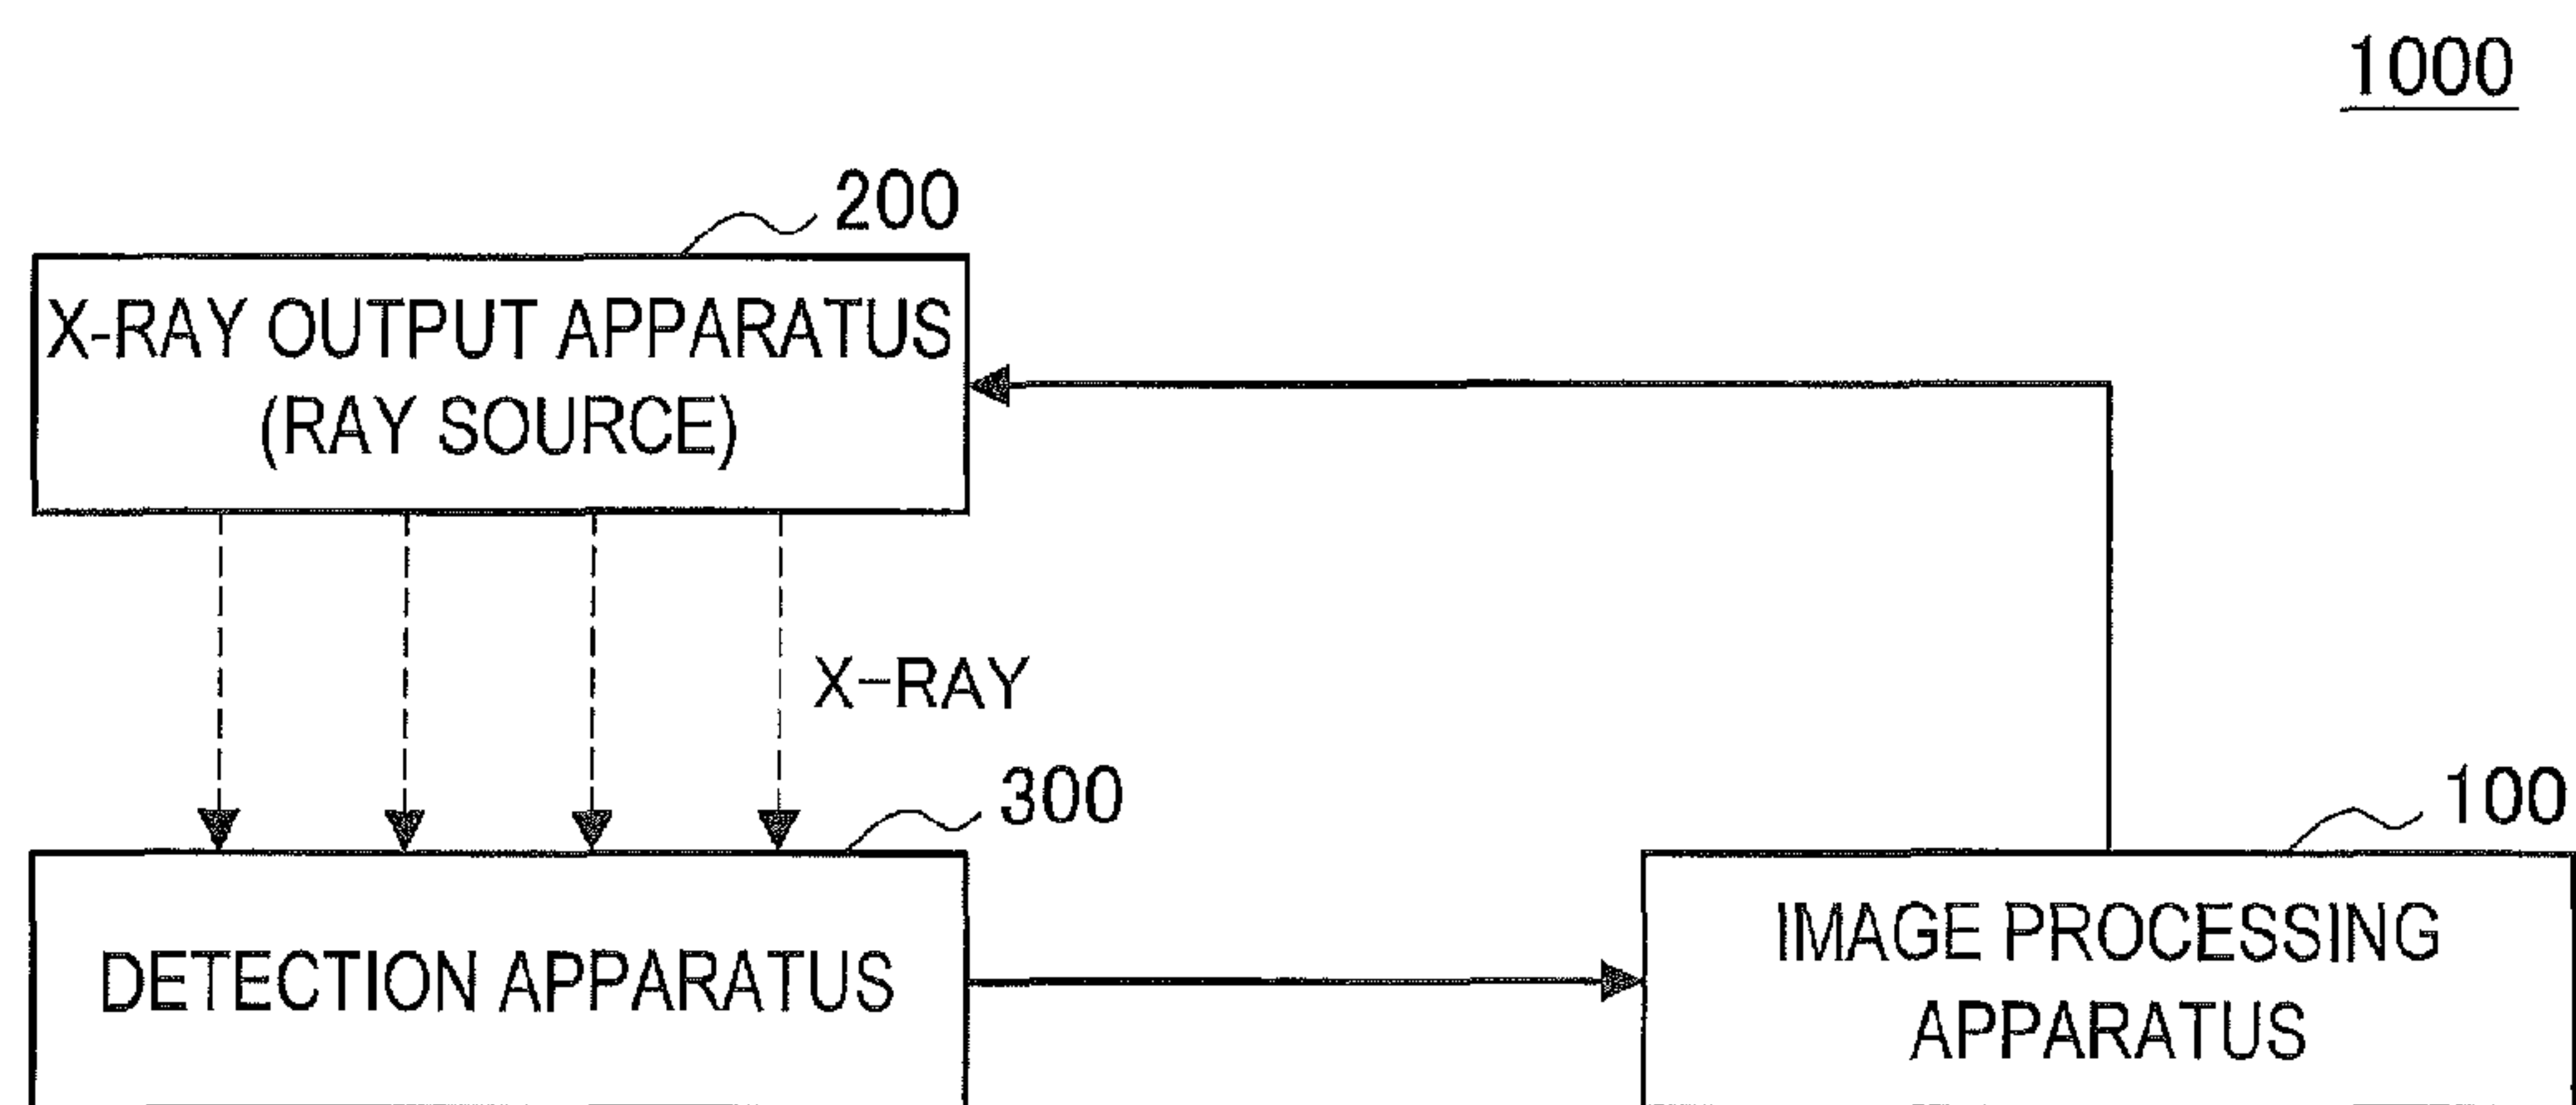 1000
200
X-RAY OUTPUT APPARATUS
(RAY SOURCE)
X-RAY
300
100
DETECTION APPARATUS
IMAGE PROCESSING
APPARATUS